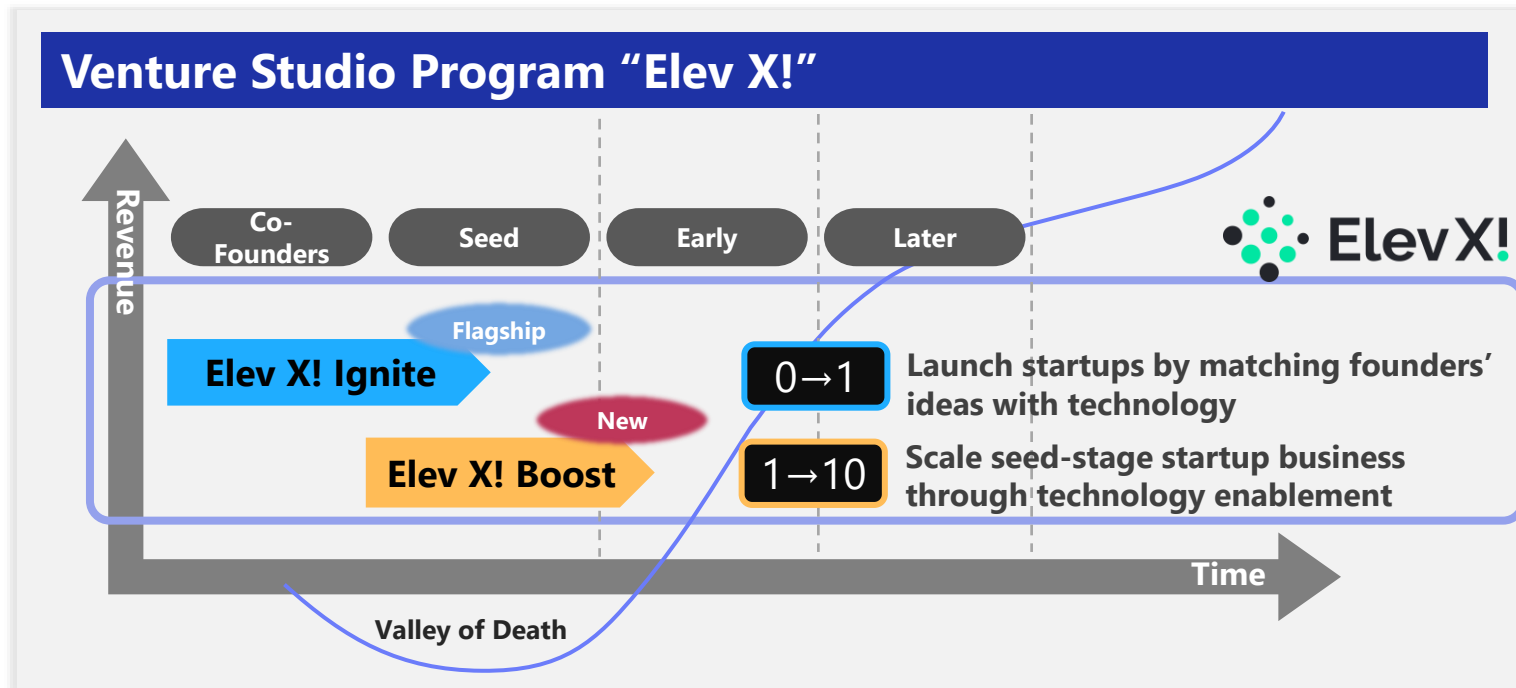 Venture Studio Program “Elev X!”
Revenue
Co-
Founders
Seed
Early
Later
ElevX!
Flagship
Elev X! Ignite
0→1
Launch startups by matching founders’
ideas with technology
New
Elev X! Boost
1→10
Scale seed-stage startup business
through technology enablement
Time
Valley of Death